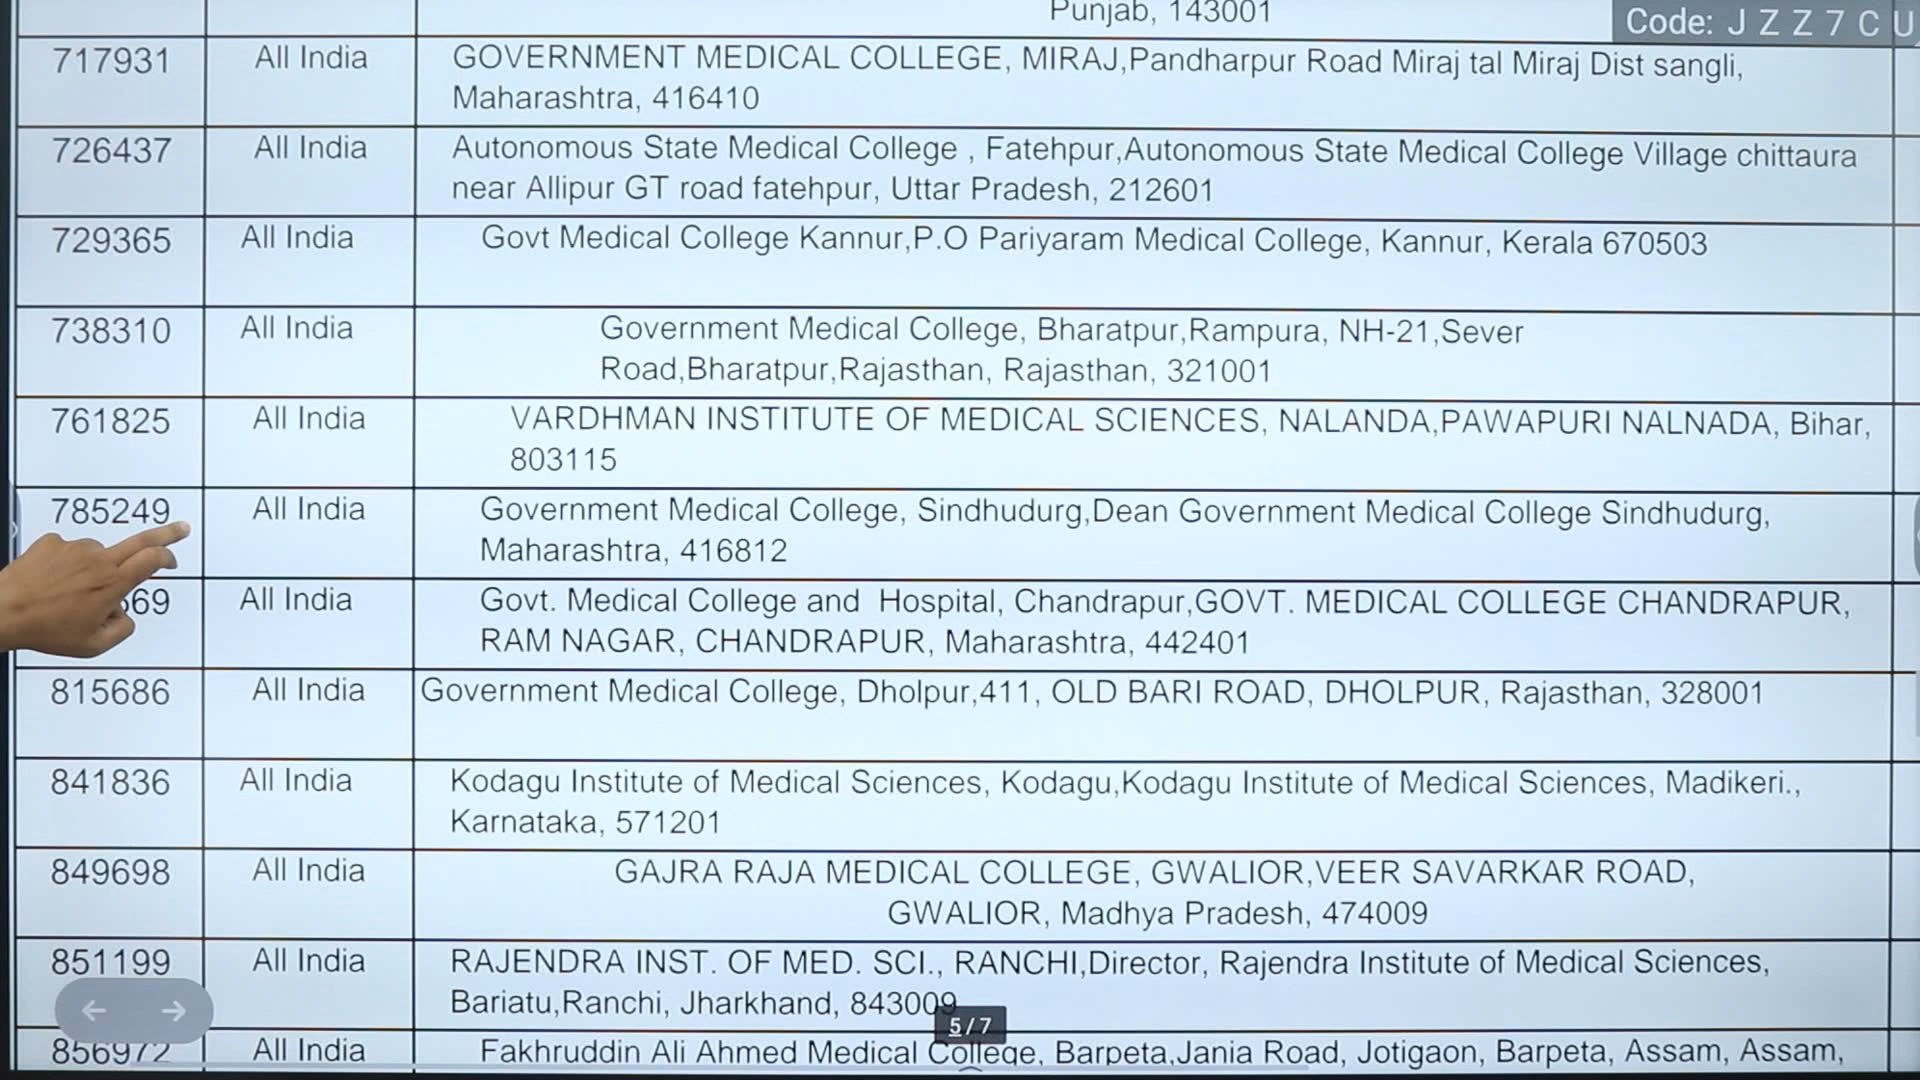 Punjab, 143001
Code: J Z Z 7 C U
717931 All India GOVERNMENT MEDICAL COLLEGE, MIRAJ,Pandharpur Road Miraj tal Miraj Dist sangli,
Maharashtra, 416410
726437 All India Autonomous State Medical College , Fatehpur,Autonomous State Medical College Village chittaura
near Allipur GT road fatehpur, Uttar Pradesh, 212601
729365 All India Govt Medical College Kannur,P.O Pariyaram Medical College, Kannur, Kerala 670503
738310 All India Government Medical College, Bharatpur,Rampura, NH-21,Sever
Road,Bharatpur,Rajasthan, Rajasthan, 321001
761825 All India VARDHMAN INSTITUTE OF MEDICAL SCIENCES, NALANDA,PAWAPURI NALNADA, Bihar,
803115
785249 All India Government Medical College, Sindhudurg,Dean Government Medical College Sindhudurg,
Maharashtra, 416812
69 All India Govt. Medical College and Hospital, Chandrapur,GOVT. MEDICAL COLLEGE CHANDRAPUR,
RAM NAGAR, CHANDRAPUR, Maharashtra, 442401
815686 All India Government Medical College, Dholpur,411, OLD BARI ROAD, DHOLPUR, Rajasthan, 328001
841836 All India Kodagu Institute of Medical Sciences, Kodagu,Kodagu Institute of Medical Sciences, Madikeri.,
Karnataka, 571201
849698 All India GAJRA RAJA MEDICAL COLLEGE, GWALIOR,VEER SAVARKAR ROAD,
GWALIOR, Madhya Pradesh, 474009
851199 All India RAJENDRA INST. OF MED. SCI., RANCHI,Director, Rajendra Institute of Medical Sciences,
Bariatu,Ranchi, Jharkhand, 843009
5/7
856972 All India Fakhruddin Ali Ahmed Medical College, Barpeta,Jania Road, Jotigaon, Barpeta, Assam, Assam,